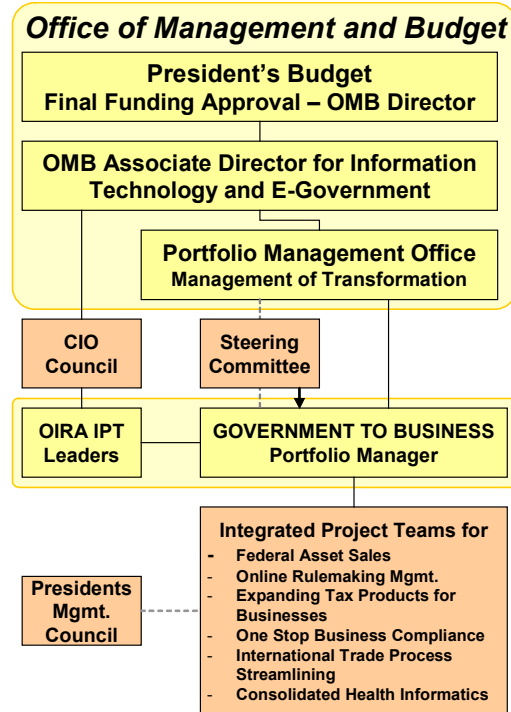 Office of Management and Budget
President's Budget
Final Funding Approval – OMB Director
OMB Associate Director for Information
Technology and E-Government
Portfolio Management Office
Management of Transformation
CIO
Council
Steering
Committee
OIRA IPT
Leaders
GOVERNMENT TO BUSINESS
Portfolio Manager
Integrated Project Teams for
- Federal Asset Sales
- Online Rulemaking Mgmt.
- Expanding Tax Products for
Businesses
- One Stop Business Compliance
- International Trade Process
Streamlining
- Consolidated Health Informatics
Presidents
Mgmt.
Council